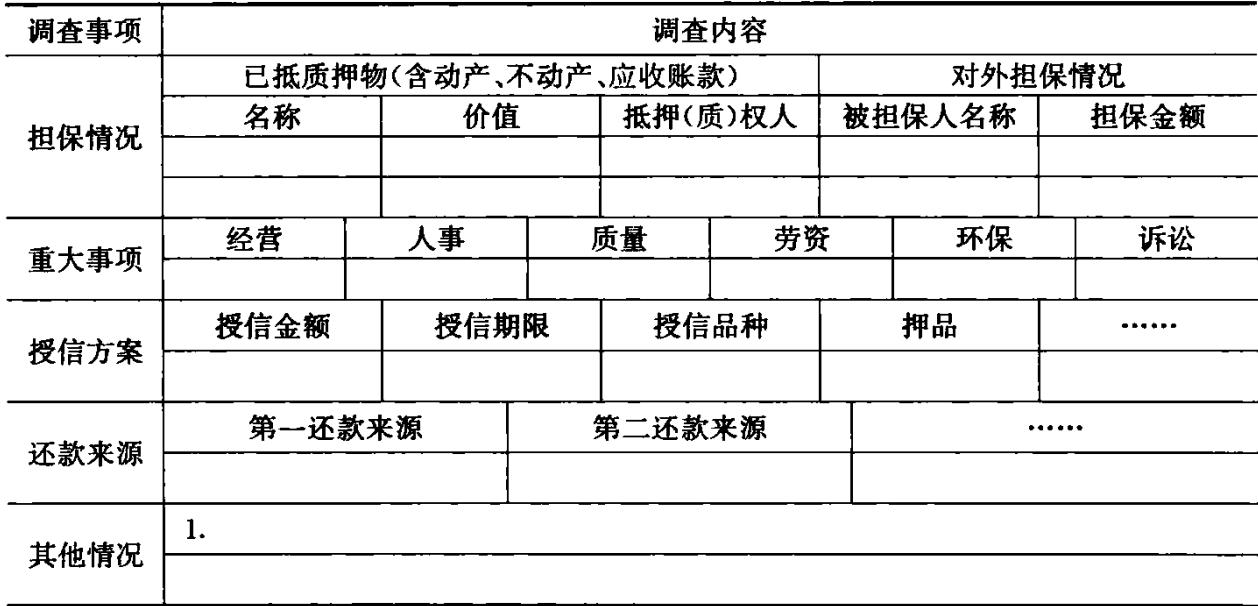 调查事项 调查内容
已抵质押物(含动产、不动产、应收账款) 对外担保情况
担保情况 名称 价值 抵押(质)权人 被担保人名称 担保金额
重大事项 经营 人事 质量 劳资 环保 诉讼
授信方案 授信金额 授信期限 授信品种 押品 ……
还款来源 第一还款来源 第二还款来源 ……
其他情况 1.